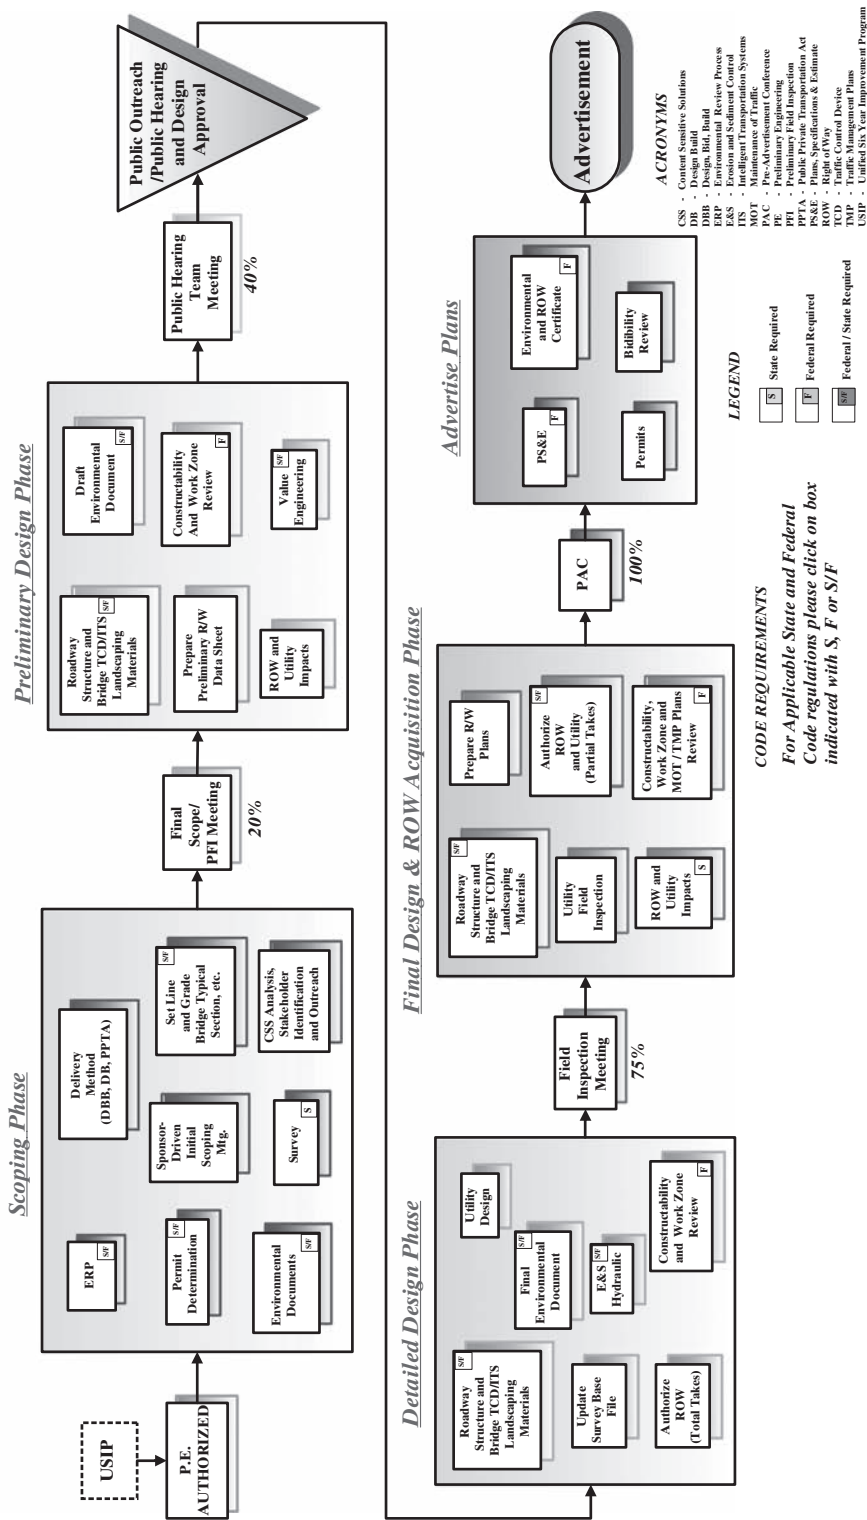 Scoping Phase
USIP
P.E.
AUTHORIZED
ERP
S/F
Permit
Determination
S/F
Environmental
Documents
S/F
Delivery
Method
(DBB, DB, PPTA)
Sponsor-
Driven
Initial
Scoping
Mtg.
Survey
S
Set Line
and Grade
Bridge Typical
Section, etc.
S/F
CSS Analysis,
Stakeholder
Identification
and Outreach
Final
Scope/
PFI Meeting
20%
Preliminary Design Phase
Roadway
Structure and
Bridge TCD/ITS
Landscaping
Materials
S/F
Prepare
Preliminary R/W
Data Sheet
ROW and
Utility
Impacts
Draft
Environmental
Document
S/F
Constructability
And Work Zone
Review
F
Value
Engineering
S/F
Public Hearing
Team
Meeting
40%
Public Outreach
/Public Hearing
and Design
Approval
Detailed Design Phase
Roadway
Structure and
Bridge TCD/ITS
Landscaping
Materials
S/F
Update
Survey Base
File
Authorize
ROW
(Total Takes)
Utility
Design
Final
Environmental
Document
S/F
E&S
Hydraulic
S/F
Constructability
and Work Zone
Review
F
Field
Inspection
Meeting
75%
Final Design & ROW Acquisition Phase
Roadway
Structure and
Bridge TCD/ITS
Landscaping
Materials
S/F
Utility
Field
Inspection
ROW and
Utility
Impacts
S
Prepare R/W
Plans
Authorize
ROW
and Utility
(Partial Takes)
S/F
Constructability,
Work Zone and
MOT / TMP Plans
Review
F
PAC
100%
Advertise Plans
PS&E
F
Permits
Environmental
and ROW
Certificate
F
Bidibility
Review
Advertisement
CODE REQUIREMENTS
For Applicable State and Federal
Code regulations please click on box
indicated with S, F or S/F
LEGEND
S State Required
F Federal Required
S/F Federal / State Required
ACRONYMS
CSS - Content Sensitive Solutions
DB - Design Build
DBB - Design, Bid, Build
ERP - Environmental Review Process
E&S - Erosion and Sediment Control
ITS - Intelligent Transportation Systems
MOT - Maintenance of Traffic
PAC - Pre-Advertisement Conference
PE - Preliminary Engineering
PFI - Preliminary Field Inspection
PPTA - Public Private Transportation Act
PS&E - Plans, Specifications & Estimate
ROW - Right of Way
TCD - Traffic Control Device
TMP - Traffic Management Plans
USIP - Unified Six Year Improvement Program